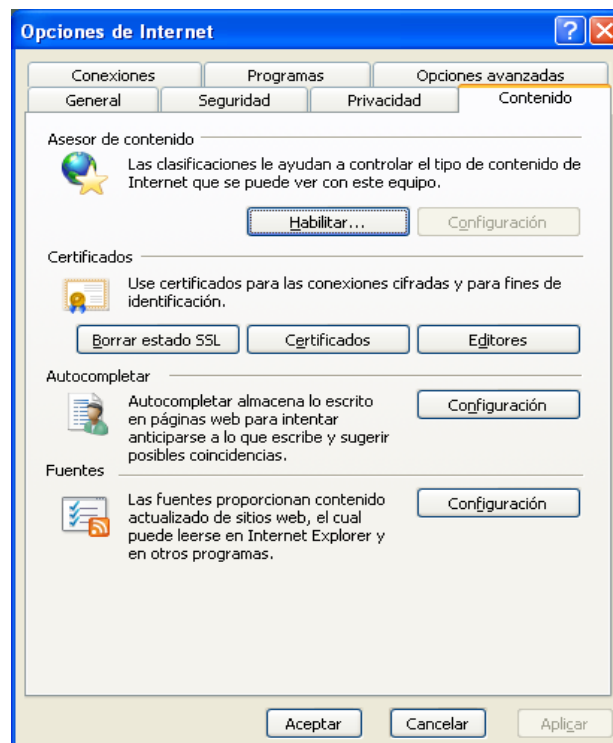 Opciones de Internet
Conexiones
Programas
Opciones avanzadas
General
Seguridad
Privacidad
Contenido
Asesor de contenido
Las clasificaciones le ayudan a controlar el tipo de contenido de
Internet que se puede ver con este equipo.
Habilitar...
Configuración
Certificados
Use certificados para las conexiones cifradas y para fines de
identificación.
Borrar estado SSL
Certificados
Editores
Autocompletar
Autocompletar almacena lo escrito
en páginas web para intentar
anticiparse a lo que escribe y sugerir
posibles coincidencias.
Configuración
Fuentes
Las fuentes proporcionan contenido
actualizado de sitios web, el cual
puede leerse en Internet Explorer y
en otros programas.
Configuración
Aceptar
Cancelar
Aplicar